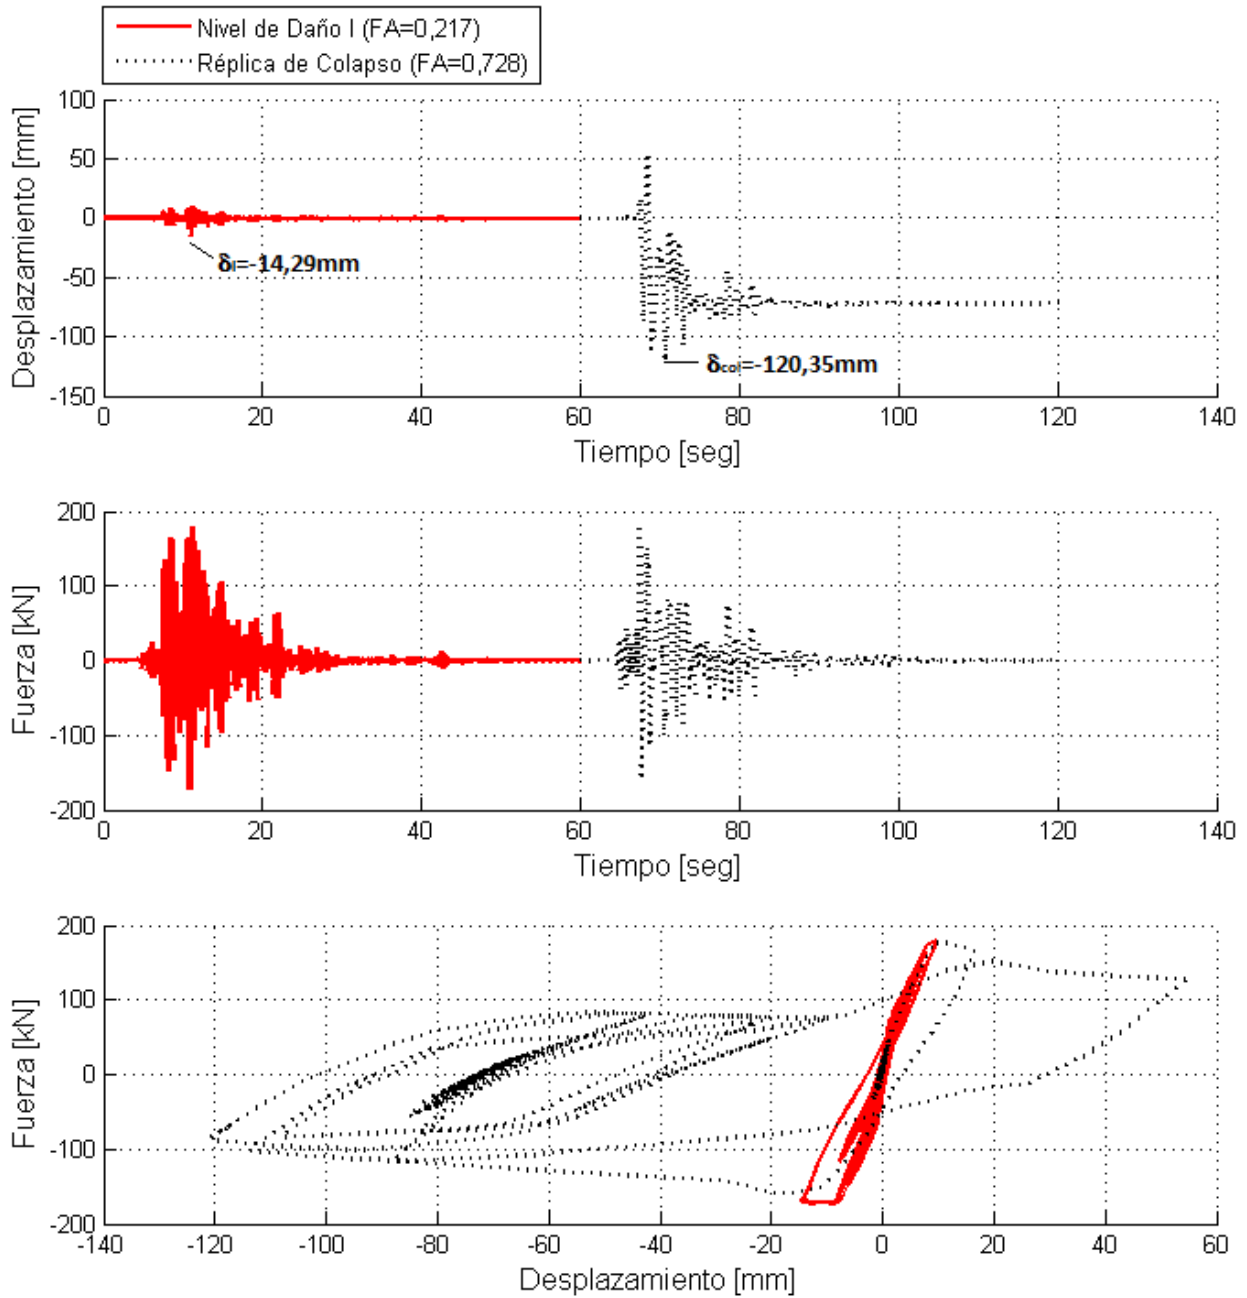 Nivel de Daño I (FA=0,217)
Réplica de Colapso (FA=0,728)
Desplazamiento [mm]
100
50
0
-50
-100
-150
δI=-14,29mm
δcol=-120,35mm
0 20 40 60 80 100 120 140
Tiempo [seg]
Fuerza [kN]
200
100
0
-100
-200
0 20 40 60 80 100 120 140
Tiempo [seg]
Fuerza [kN]
200
100
0
-100
-200
-140 -120 -100 -80 -60 -40 -20 0 20 40 60
Desplazamiento [mm]